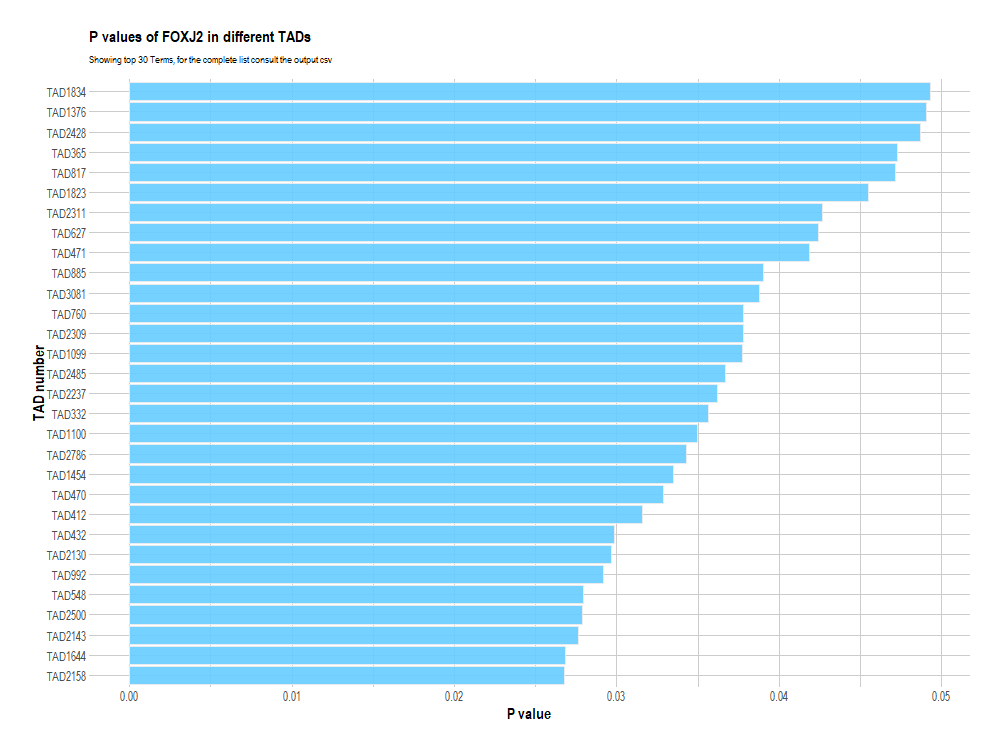 P values of FOXJ2 in different TADs
Showing top 30 Terms, for the complete list consult the output csv
TAD1834
TAD1376
TAD2428
TAD365
TAD817
TAD1823
TAD2311
TAD627
TAD471
TAD885
TAD3081
TAD760
TAD2309
TAD1099
TAD2485
TAD2237
TAD332
TAD1100
TAD2786
TAD1454
TAD470
TAD412
TAD432
TAD2130
TAD992
TAD548
TAD2500
TAD2143
TAD1644
TAD2158
TAD number
0.00 0.01 0.02 0.03 0.04 0.05
P value